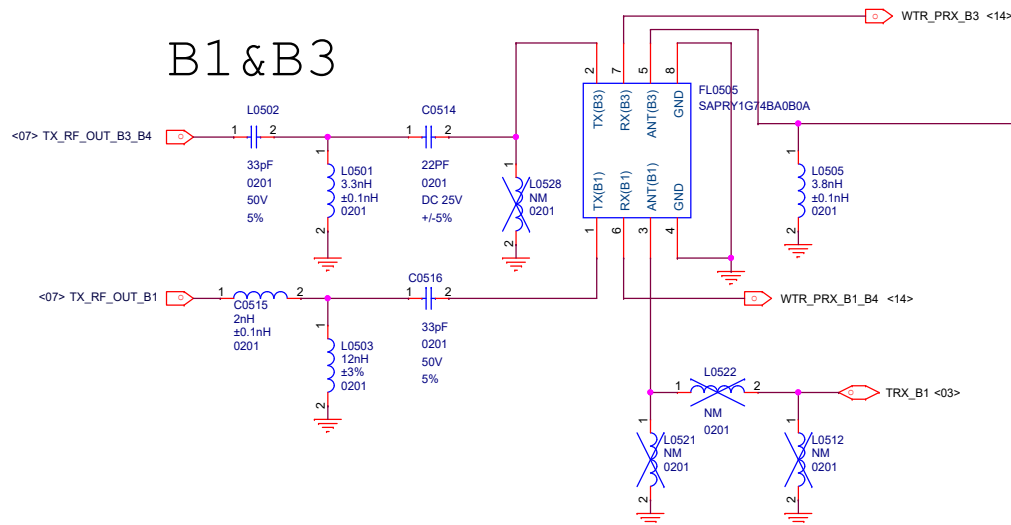 B1&B3
WTR_PRX_B3 <14>
2
7
5
8
FL0505
SAPRY1G74BA0B0A
TX(B3)
RX(B3)
ANT(B3)
GND
TX(B1)
RX(B1)
ANT(B1)
GND
1
6
3
4
<07> TX_RF_OUT_B3_B4
L0502
1
2
33pF
0201
50V
5%
1
L0501
3.3nH
±0.1nH
0201
2
C0514
1
2
22PF
0201
DC 25V
+/-5%
1
L0528
NM
0201
2
1
L0505
3.8nH
±0.1nH
0201
2
<07> TX_RF_OUT_B1
1
2
C0515
2nH
±0.1nH
0201
1
L0503
12nH
±3%
0201
2
C0516
1
2
33pF
0201
50V
5%
WTR_PRX_B1_B4 <14>
L0522
1
2
NM
0201
TRX_B1 <03>
1
L0521
NM
0201
2
1
L0512
NM
0201
2